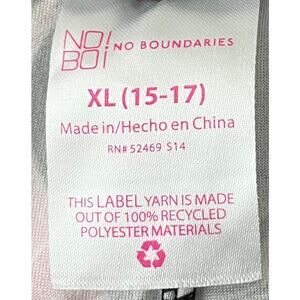 NO!
BO!
NO BOUNDARIES
XL (15-17)
Made in/Hecho en China
RN# 52469 S14
THIS LABEL YARN IS MADE
OUT OF 100% RECYCLED
POLYESTER MATERIALS